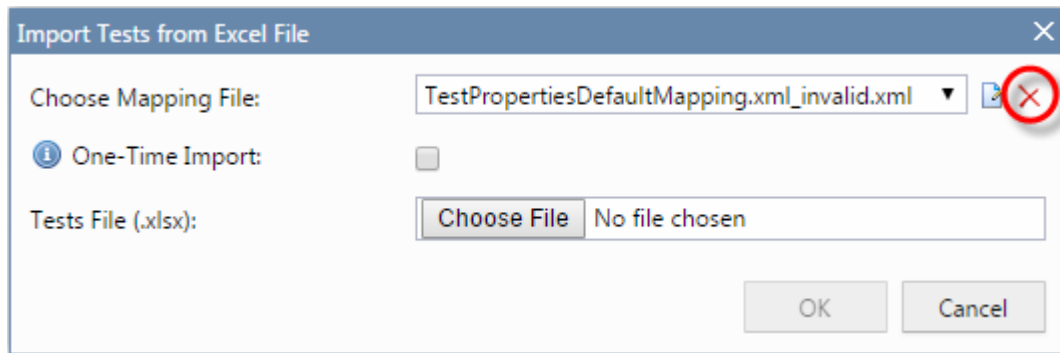 Import Tests from Excel File
Choose Mapping File: TestPropertiesDefaultMapping.xml_invalid.xml
One-Time Import:
Tests File (.xlsx): Choose File No file chosen
OK Cancel